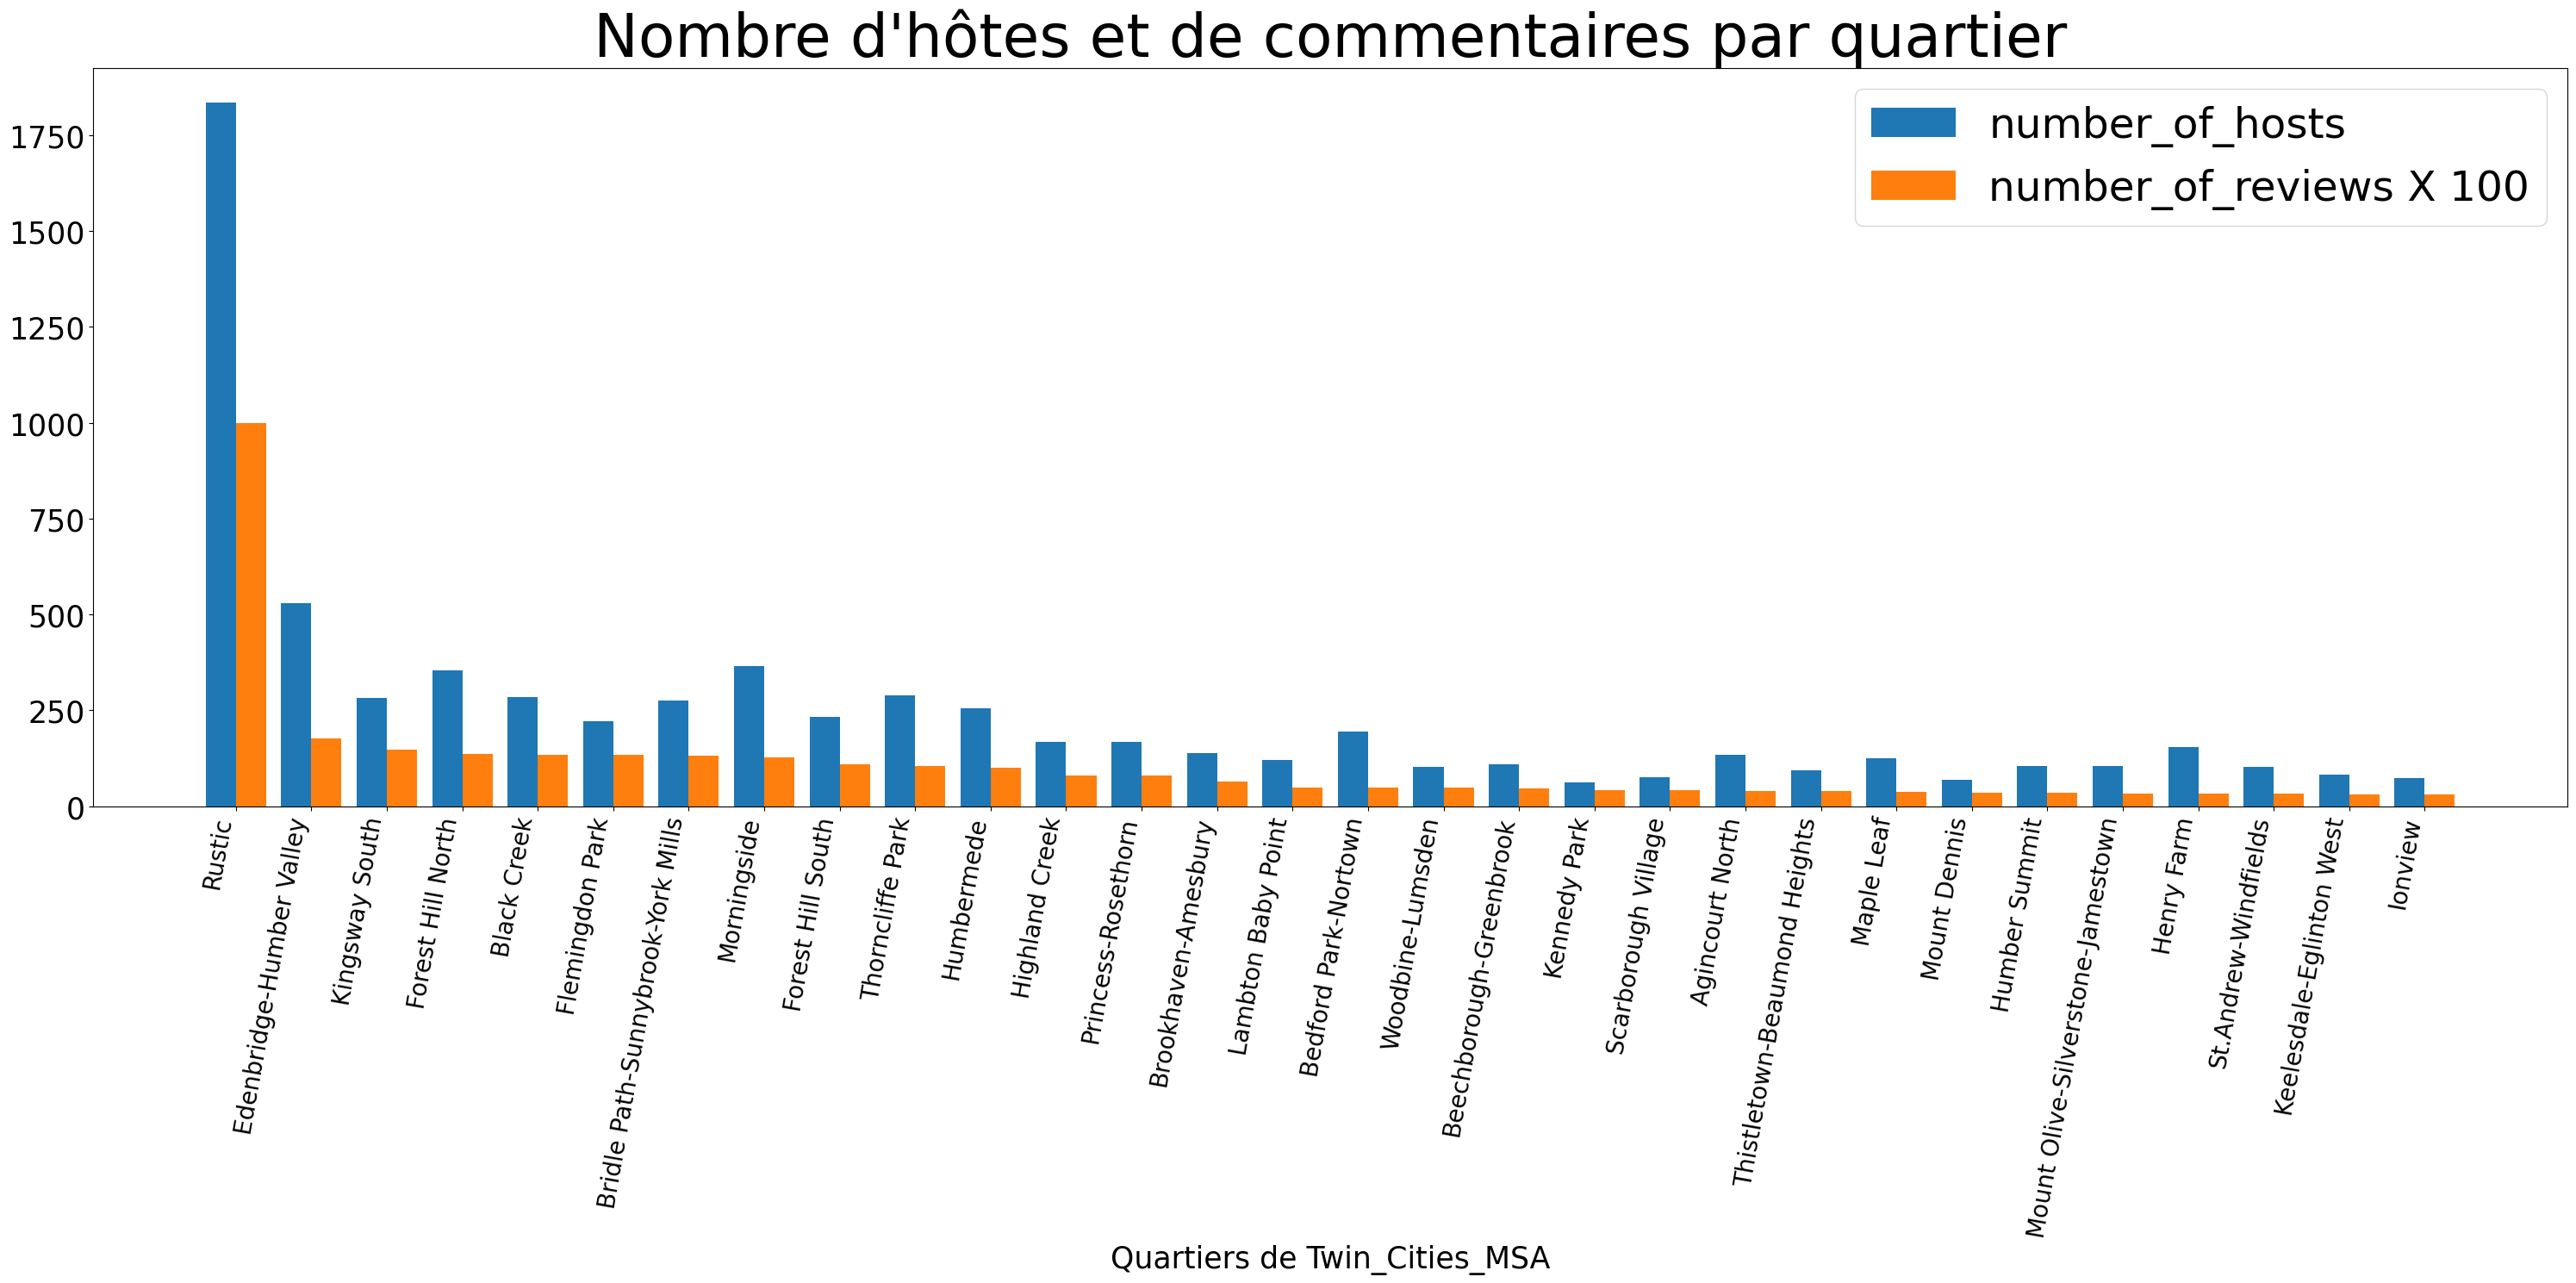 Nombre d'hôtes et de commentaires par quartier
number_of_hosts
number_of_reviews X 100
1750
1500
1250
1000
750
500
250
0
Rustic
Edenbridge-Humber Valley
Kingsway South
Forest Hill North
Black Creek
Flemingdon Park
Bridle Path-Sunnybrook-York Mills
Morningside
Forest Hill South
Thorncliffe Park
Humbermede
Highland Creek
Princess-Rosethorn
Brookhaven-Amesbury
Lambton Baby Point
Bedford Park-Nortown
Woodbine-Lumsden
Beechborough-Greenbrook
Kennedy Park
Scarborough Village
Agincourt North
Thistletown-Beaumond Heights
Maple Leaf
Mount Dennis
Humber Summit
Mount Olive-Silverstone-Jamestown
Henry Farm
St.Andrew-Windfields
Keelesdale-Eglinton West
Ionview
Quartiers de Twin_Cities_MSA